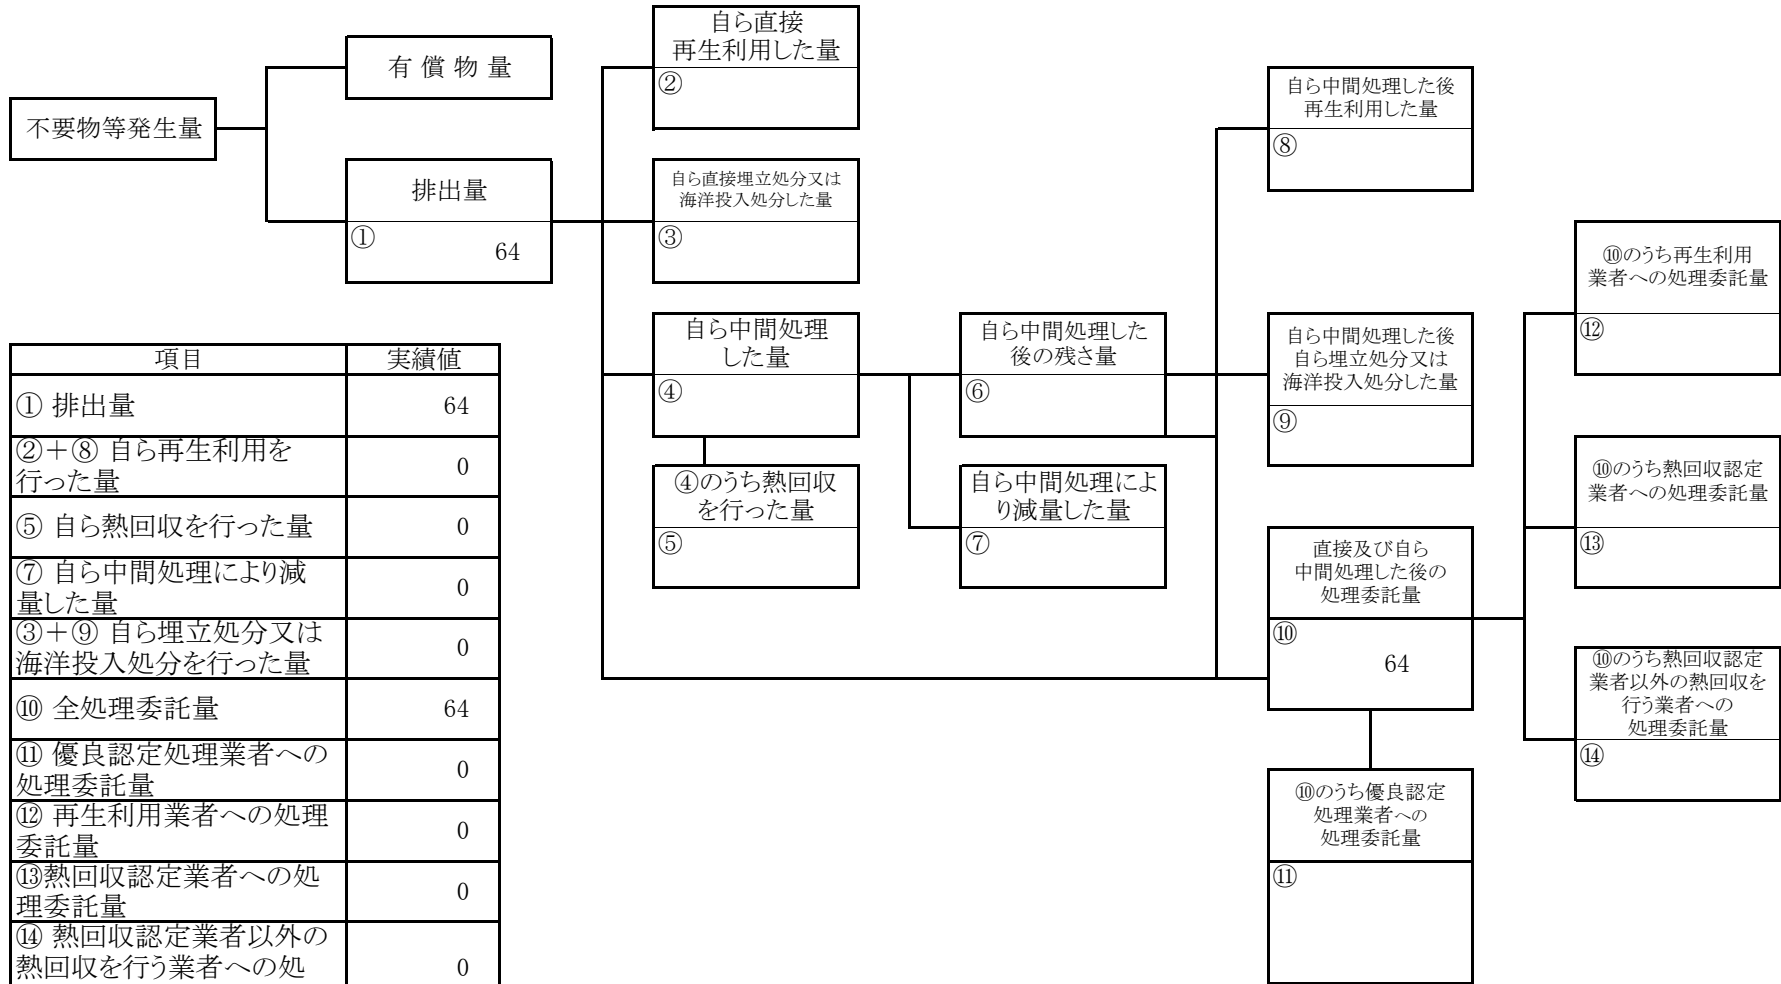 不要物等発生量
有 償 物 量
排出量
①
64
自ら直接
再生利用した量
②
自ら直接埋立処分又は
海洋投入処分した量
③
自ら中間処理
した量
④
④のうち熱回収
を行った量
⑤
自ら中間処理した
後の残さ量
⑥
自ら中間処理によ
り減量した量
⑦
自ら中間処理した後
再生利用した量
⑧
自ら中間処理した後
自ら埋立処分又は
海洋投入処分した量
⑨
直接及び自ら
中間処理した後の
処理委託量
⑩
64
⑩のうち優良認定
処理業者への
処理委託量
⑪
⑩のうち再生利用
業者への処理委託量
⑫
⑩のうち熱回収認定
業者への処理委託量
⑬
⑩のうち熱回収認定
業者以外の熱回収を
行う業者への
処理委託量
⑭
項目 実績値
① 排出量 64
②＋⑧ 自ら再生利用を
行った量 0
⑤ 自ら熱回収を行った量 0
⑦ 自ら中間処理により減
量した量 0
③＋⑨ 自ら埋立処分又は
海洋投入処分を行った量 0
⑩ 全処理委託量 64
⑪ 優良認定処理業者への
処理委託量 0
⑫ 再生利用業者への処理
委託量 0
⑬熱回収認定業者への処
理委託量 0
⑭ 熱回収認定業者以外の
熱回収を行う業者への処 0